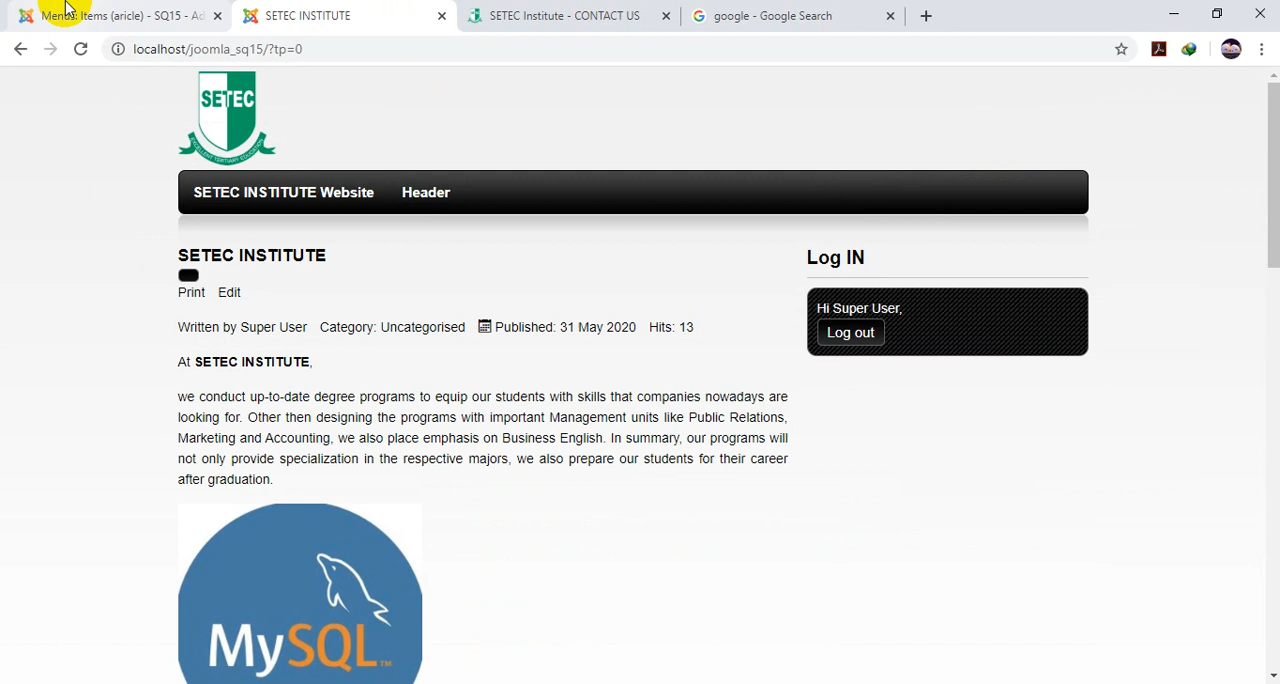 Menus: Items (aricle) - SQ15 - Ad
SETEC INSTITUTE
SETEC Institute - CONTACT US
google - Google Search
localhost/joomla_sq15/?tp=0
SETEC
EXCELLENT TERTIARY EDUCATION
SETEC INSTITUTE Website Header
SETEC INSTITUTE
Print Edit
Written by Super User Category: Uncategorised Published: 31 May 2020 Hits: 13
At SETEC INSTITUTE,
we conduct up-to-date degree programs to equip our students with skills that companies nowadays are
looking for. Other then designing the programs with important Management units like Public Relations,
Marketing and Accounting, we also place emphasis on Business English. In summary, our programs will
not only provide specialization in the respective majors, we also prepare our students for their career
after graduation.
MySQL™
Log IN
Hi Super User,
Log out